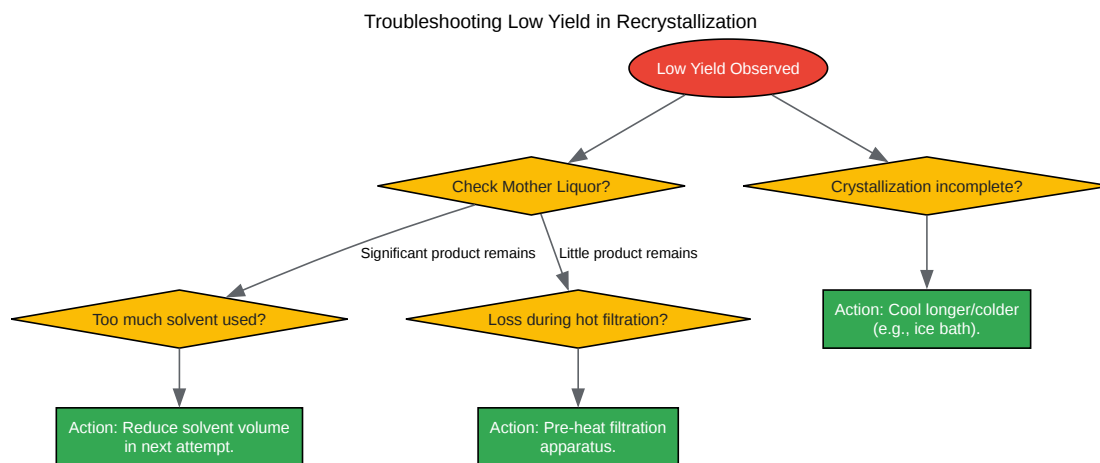 Troubleshooting Low Yield in Recrystallization
Low Yield Observed
Check Mother Liquor?
Crystallization incomplete?
Significant product remains
Little product remains
Too much solvent used?
Loss during hot filtration?
Action: Cool longer/colder
(e.g., ice bath).
Action: Reduce solvent volume
in next attempt.
Action: Pre-heat filtration
apparatus.